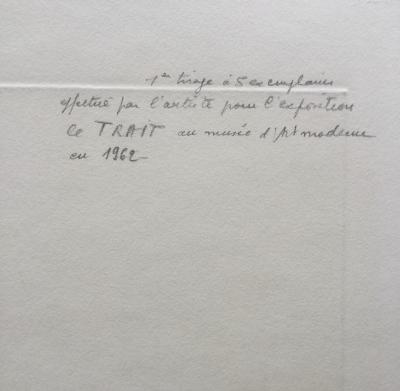 1er tirage à 5 exemplaires
effectué par l'artiste pour l'exposition
Le TRAIT au musée d'Art moderne
en 1962